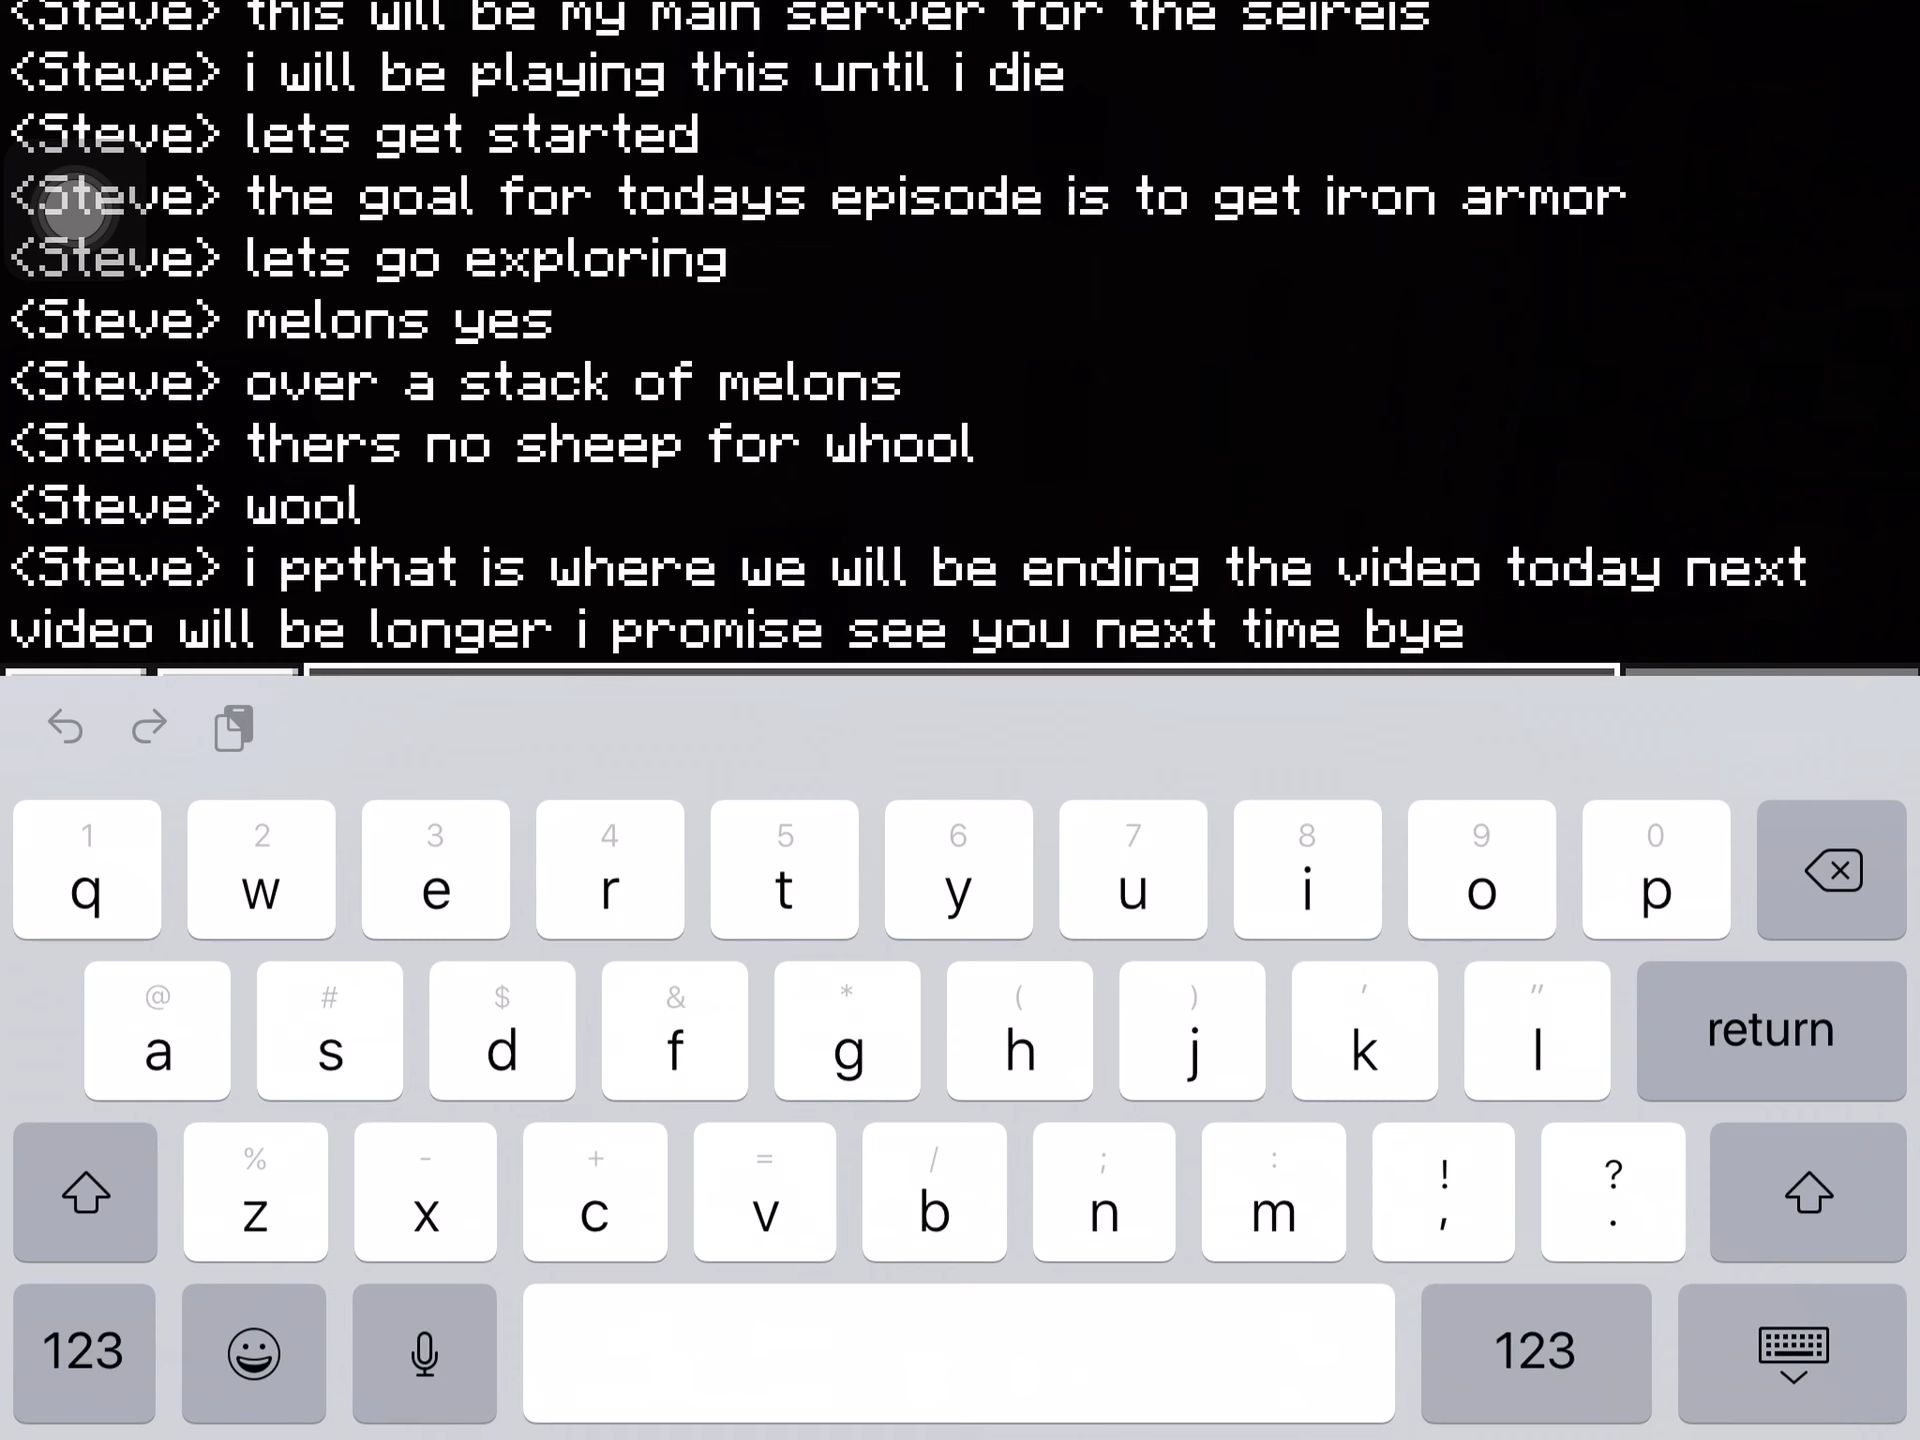 <Steve> this will be my main server for the seireis
<Steve> i will be playing this until i die
<Steve> lets get started
<Steve> the goal for todays episode is to get iron armor
<Steve> lets go exploring
<Steve> melons yes
<Steve> over a stack of melons
<Steve> thers no sheep for whool
<Steve> wool
<Steve> i ppthat is where we will be ending the video today next
video will be longer i promise see you next time bye
1 2 3 4 5 6 7 8 9 0
q w e r t y u i o p
@ # $ & * ( ) ' "
a s d f g h j k l return
% - + = / ; : ! ?
z x c v b n m , .
123 123